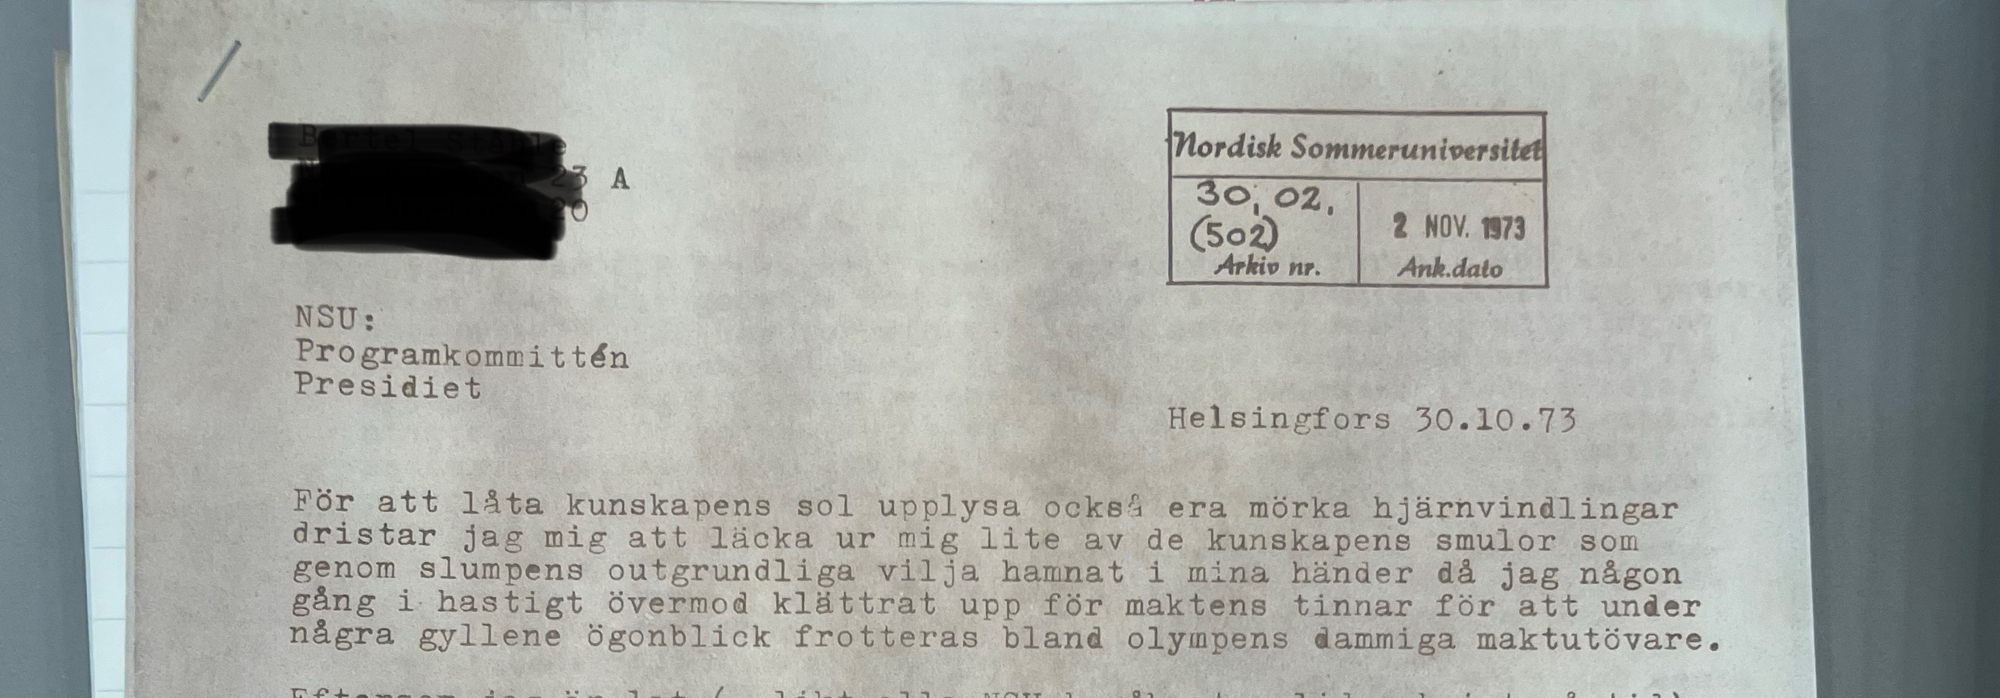 23 A
20
Nordisk Sommeruniversitet
30, 02.
(502)
Arkiv nr.
2 NOV. 1973
Ank.dato
NSU:
Programkommittén
Presidiet
Helsingfors 30.10.73
För att låta kunskapens sol upplysa också era mörka hjärnvindlingar
dristar jag mig att läcka ur mig lite av de kunskapens smulor som
genom slumpens outgrundliga vilja hamnat i mina händer då jag någon
gång i hastigt övermod klättrat upp för maktens tinnar för att under
några gyllene ögonblick frotteras bland olympens dammiga maktutövare.